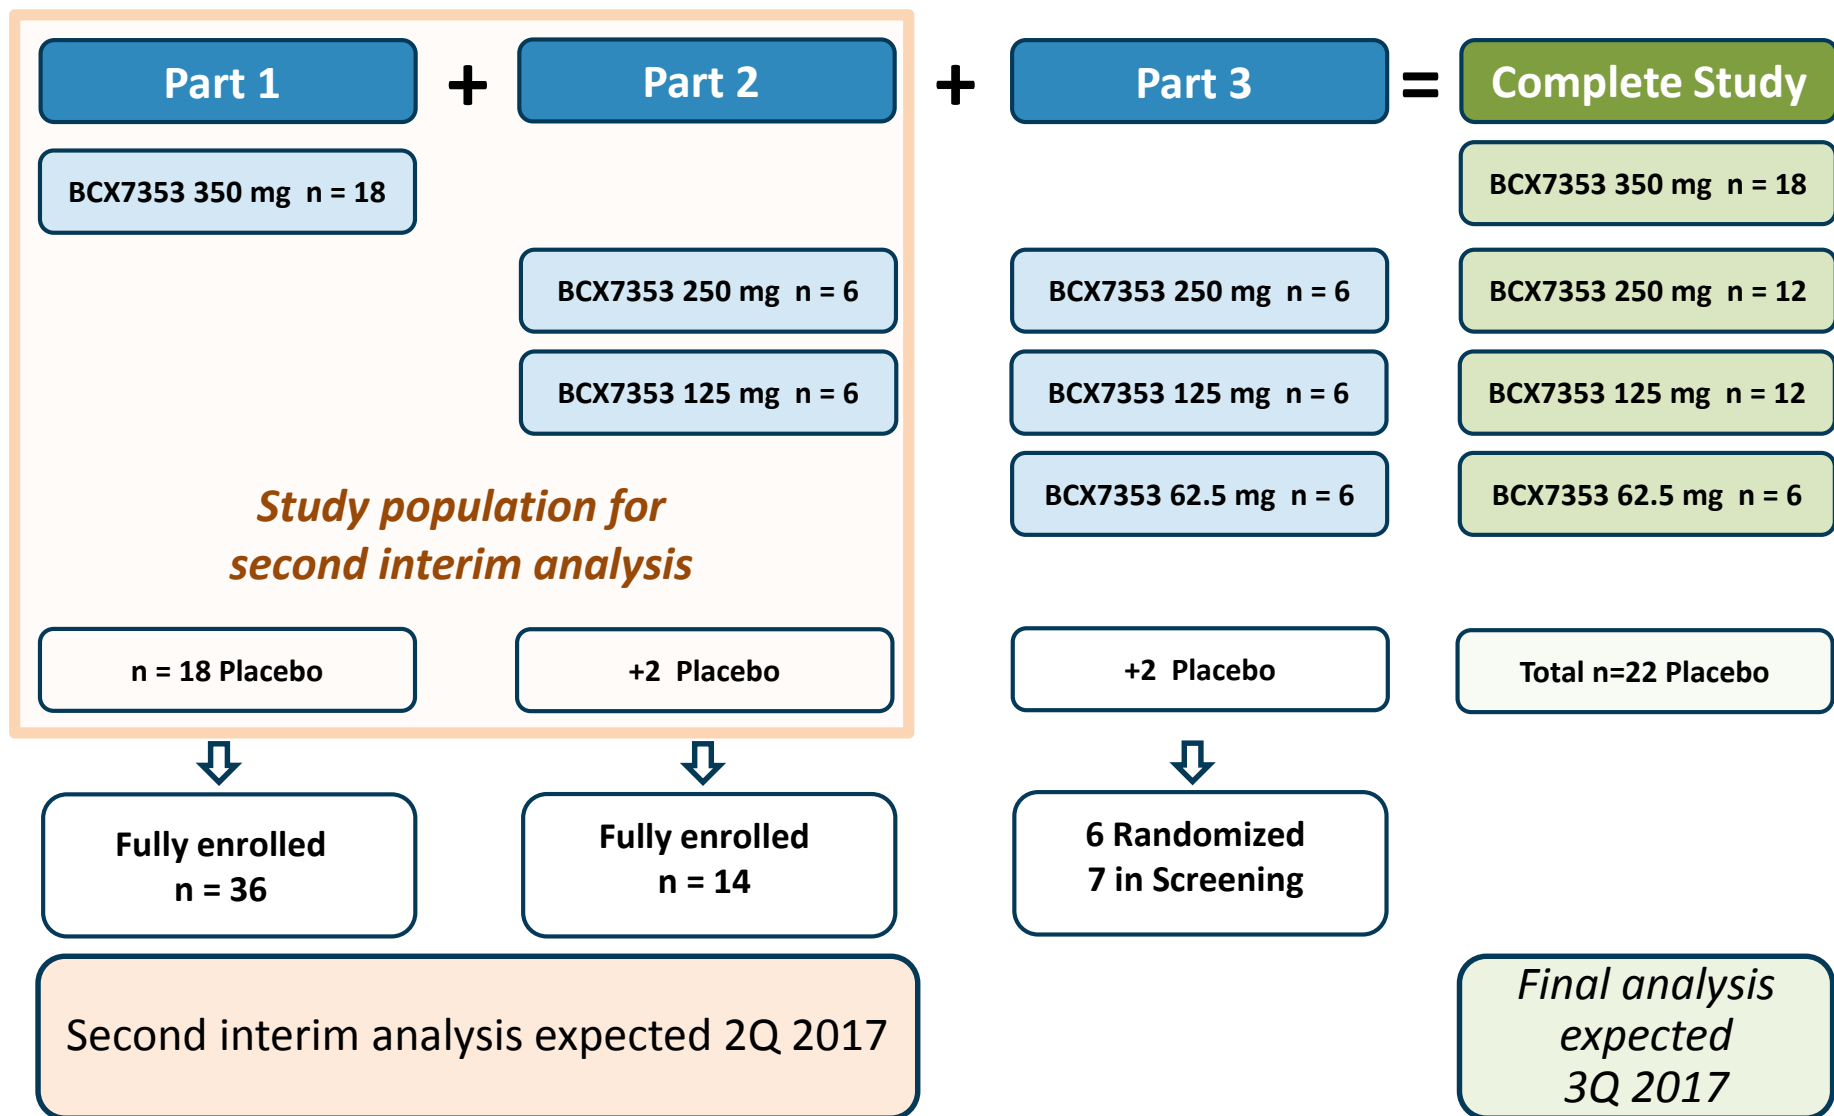 Part 1
+
Part 2
+
Part 3
=
Complete Study
BCX7353 350 mg n = 18
BCX7353 350 mg n = 18
BCX7353 250 mg n = 6
BCX7353 250 mg n = 6
BCX7353 250 mg n = 12
BCX7353 125 mg n = 6
BCX7353 125 mg n = 6
BCX7353 125 mg n = 12
BCX7353 62.5 mg n = 6
BCX7353 62.5 mg n = 6
Study population for
second interim analysis
n = 18 Placebo
+2 Placebo
+2 Placebo
Total n=22 Placebo
Fully enrolled
n = 36
Fully enrolled
n = 14
6 Randomized
7 in Screening
Second interim analysis expected 2Q 2017
Final analysis
expected
3Q 2017